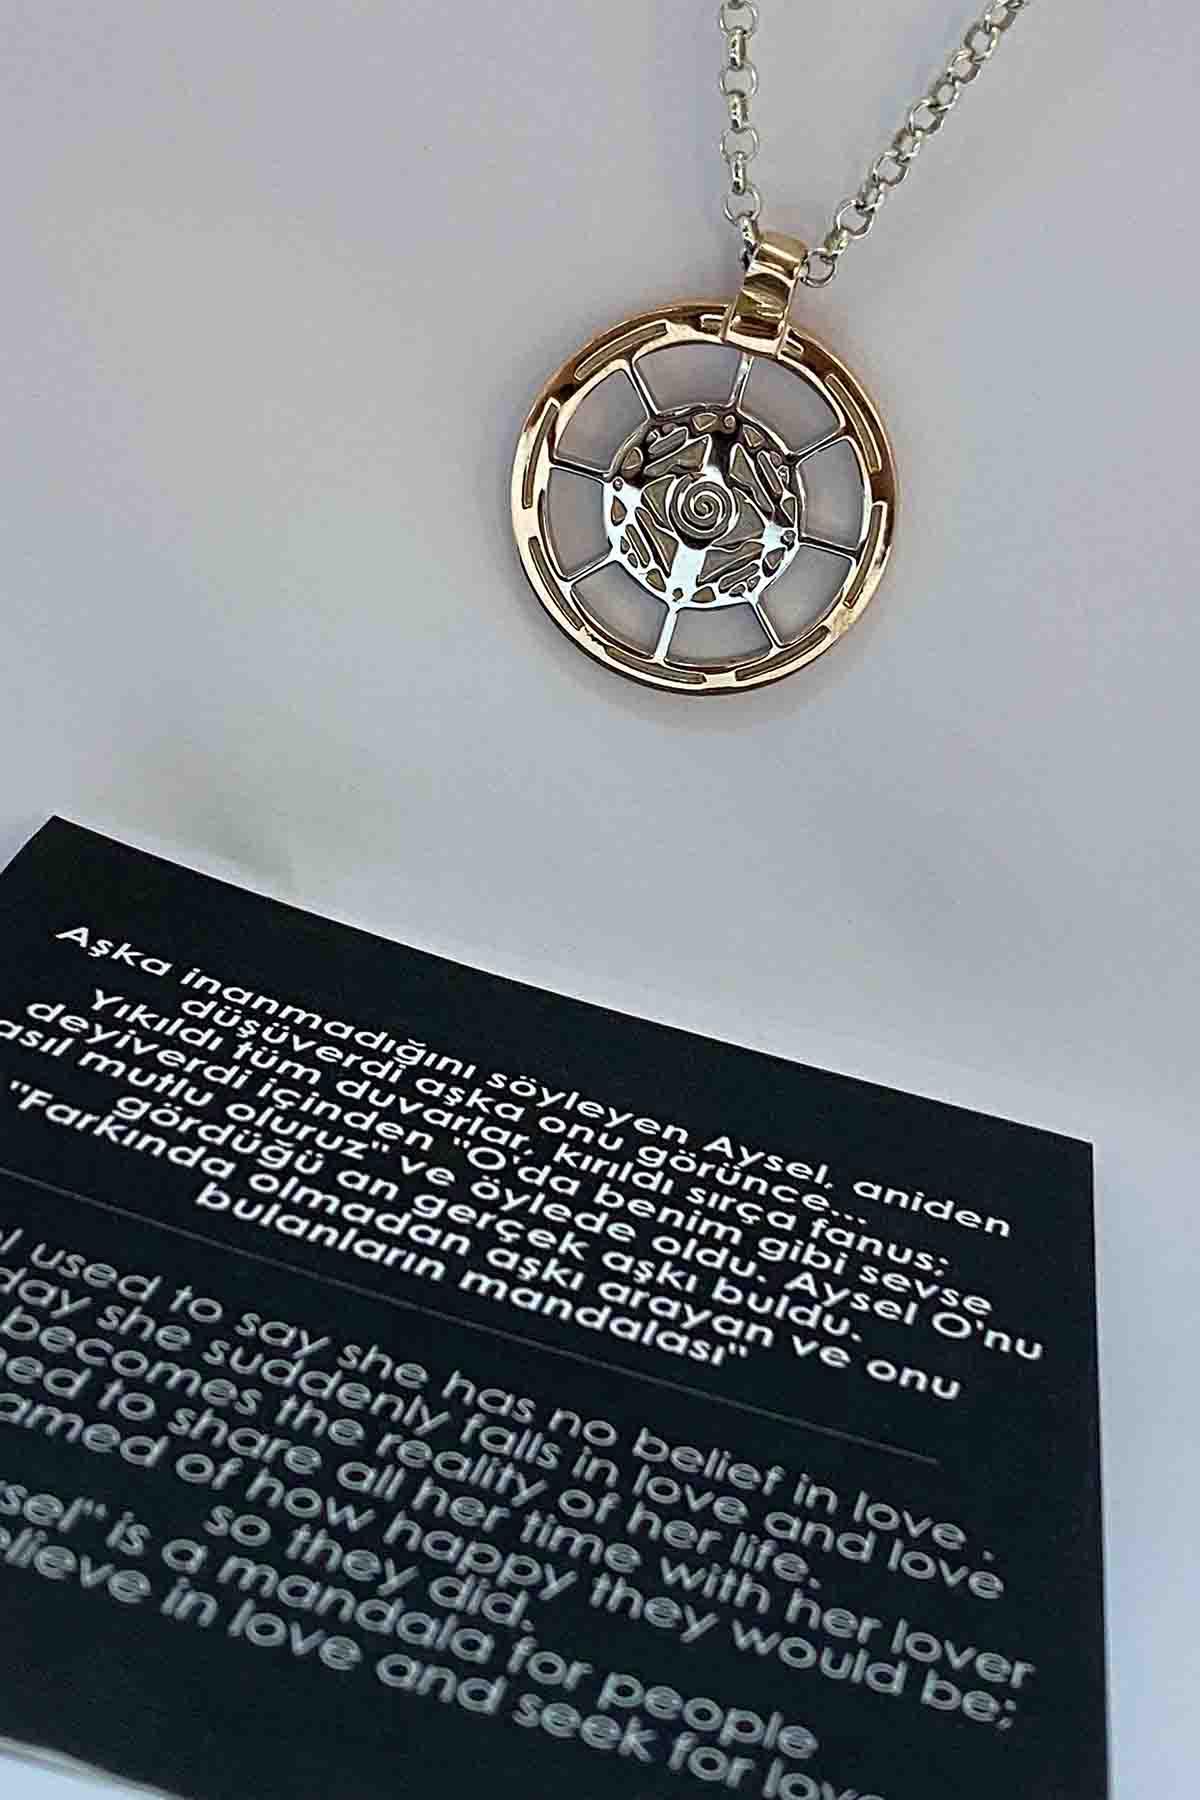 Aşka inanmadığını söyleyen Aysel, aniden
düşüverdi aşka onu görünce...
Yıkıldı tüm duvarlar, kırıldı sırça fanus;
deyiverdi içinden "O'da benim gibi sevse
mutlu oluruz" ve öylede oldu. Aysel O'nu
gördüğü an gerçek aşkı buldu.
"Farkında olmadan aşkı arayan ve onu
bulanların mandalası"
used to say she has no belief in love .
day she suddenly falls in love and love
becomes the reality of her life.
to share all her time with her lover
of how happy they would be;
so they did.
is a mandala for people
in love and seek for